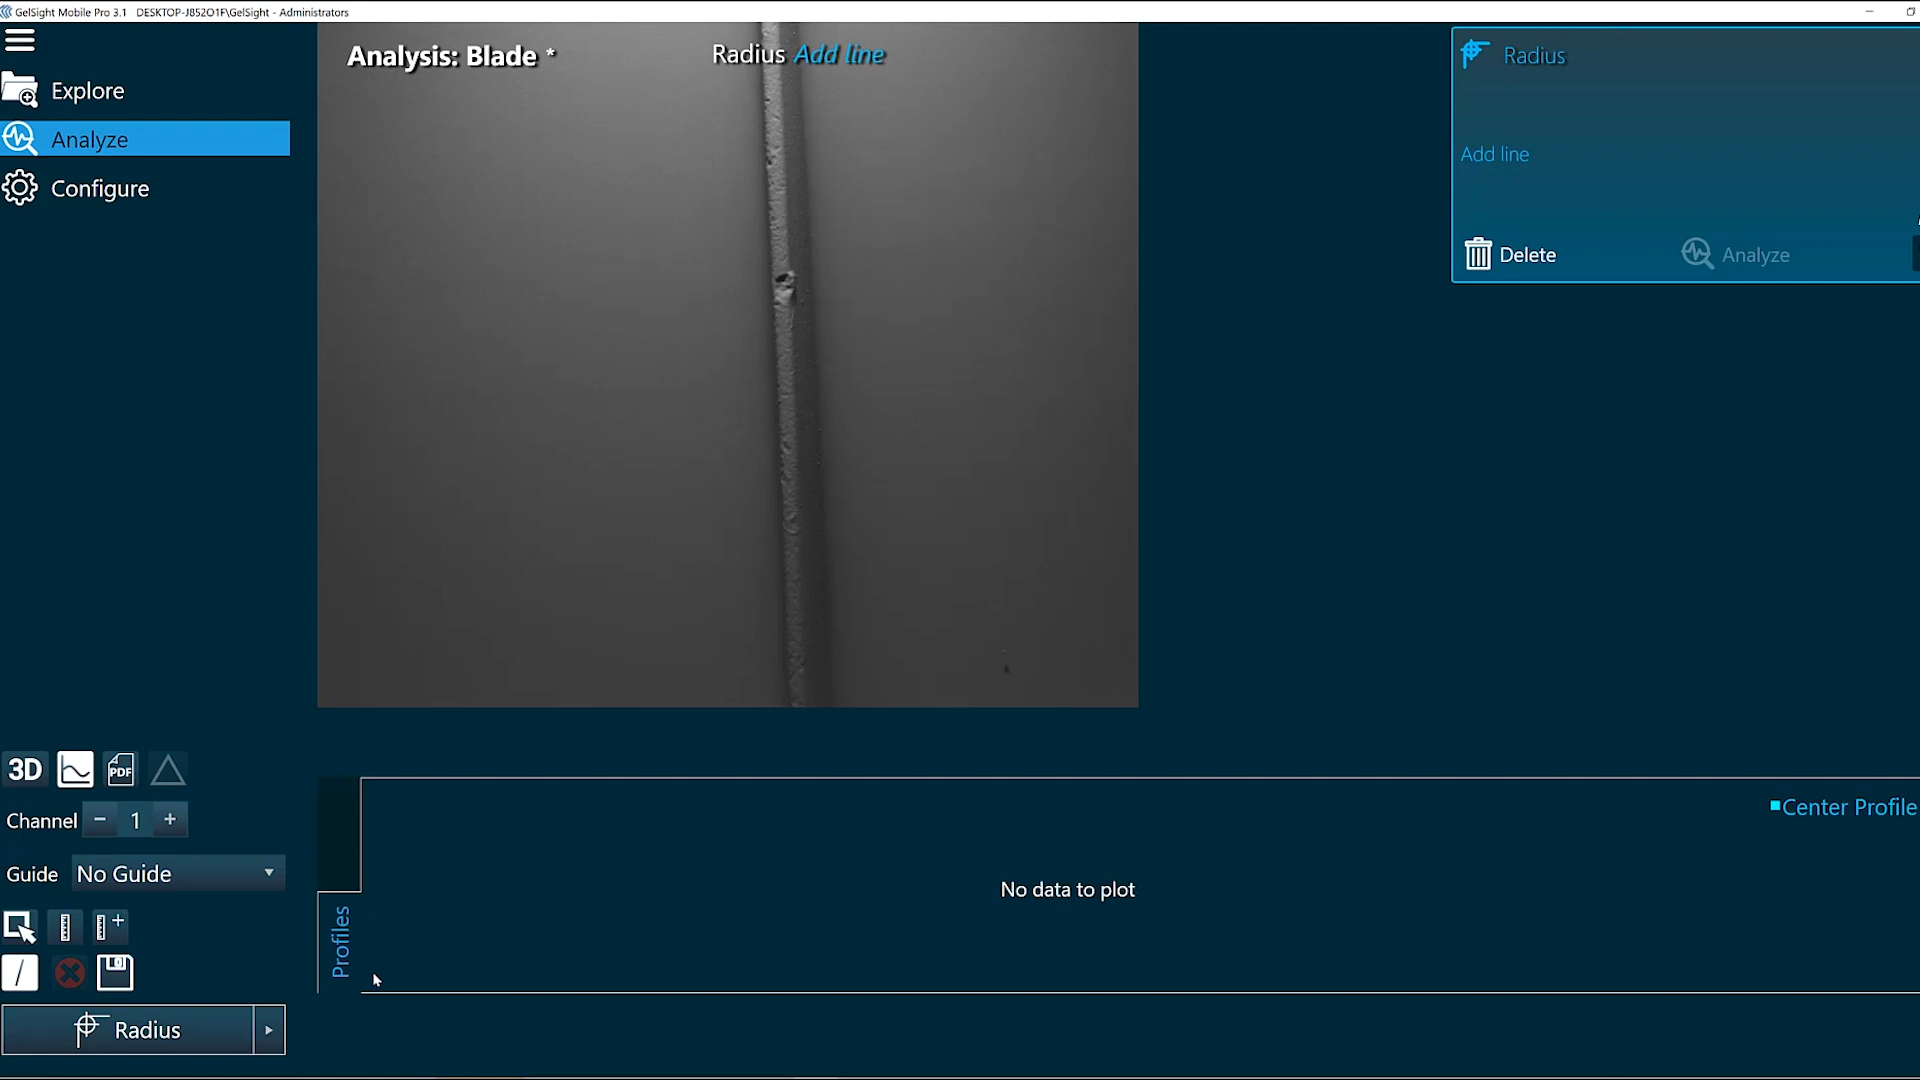 GelSight Mobile Pro 3.1 DESKTOP-J852O1F\GelSight - Administrators
Explore
Analyze
Configure
Analysis: Blade *
Radius Add line
Radius
Add line
Delete
Analyze
3D
PDF
Channel - 1 +
Guide No Guide
Radius
Profiles
Center Profile
No data to plot